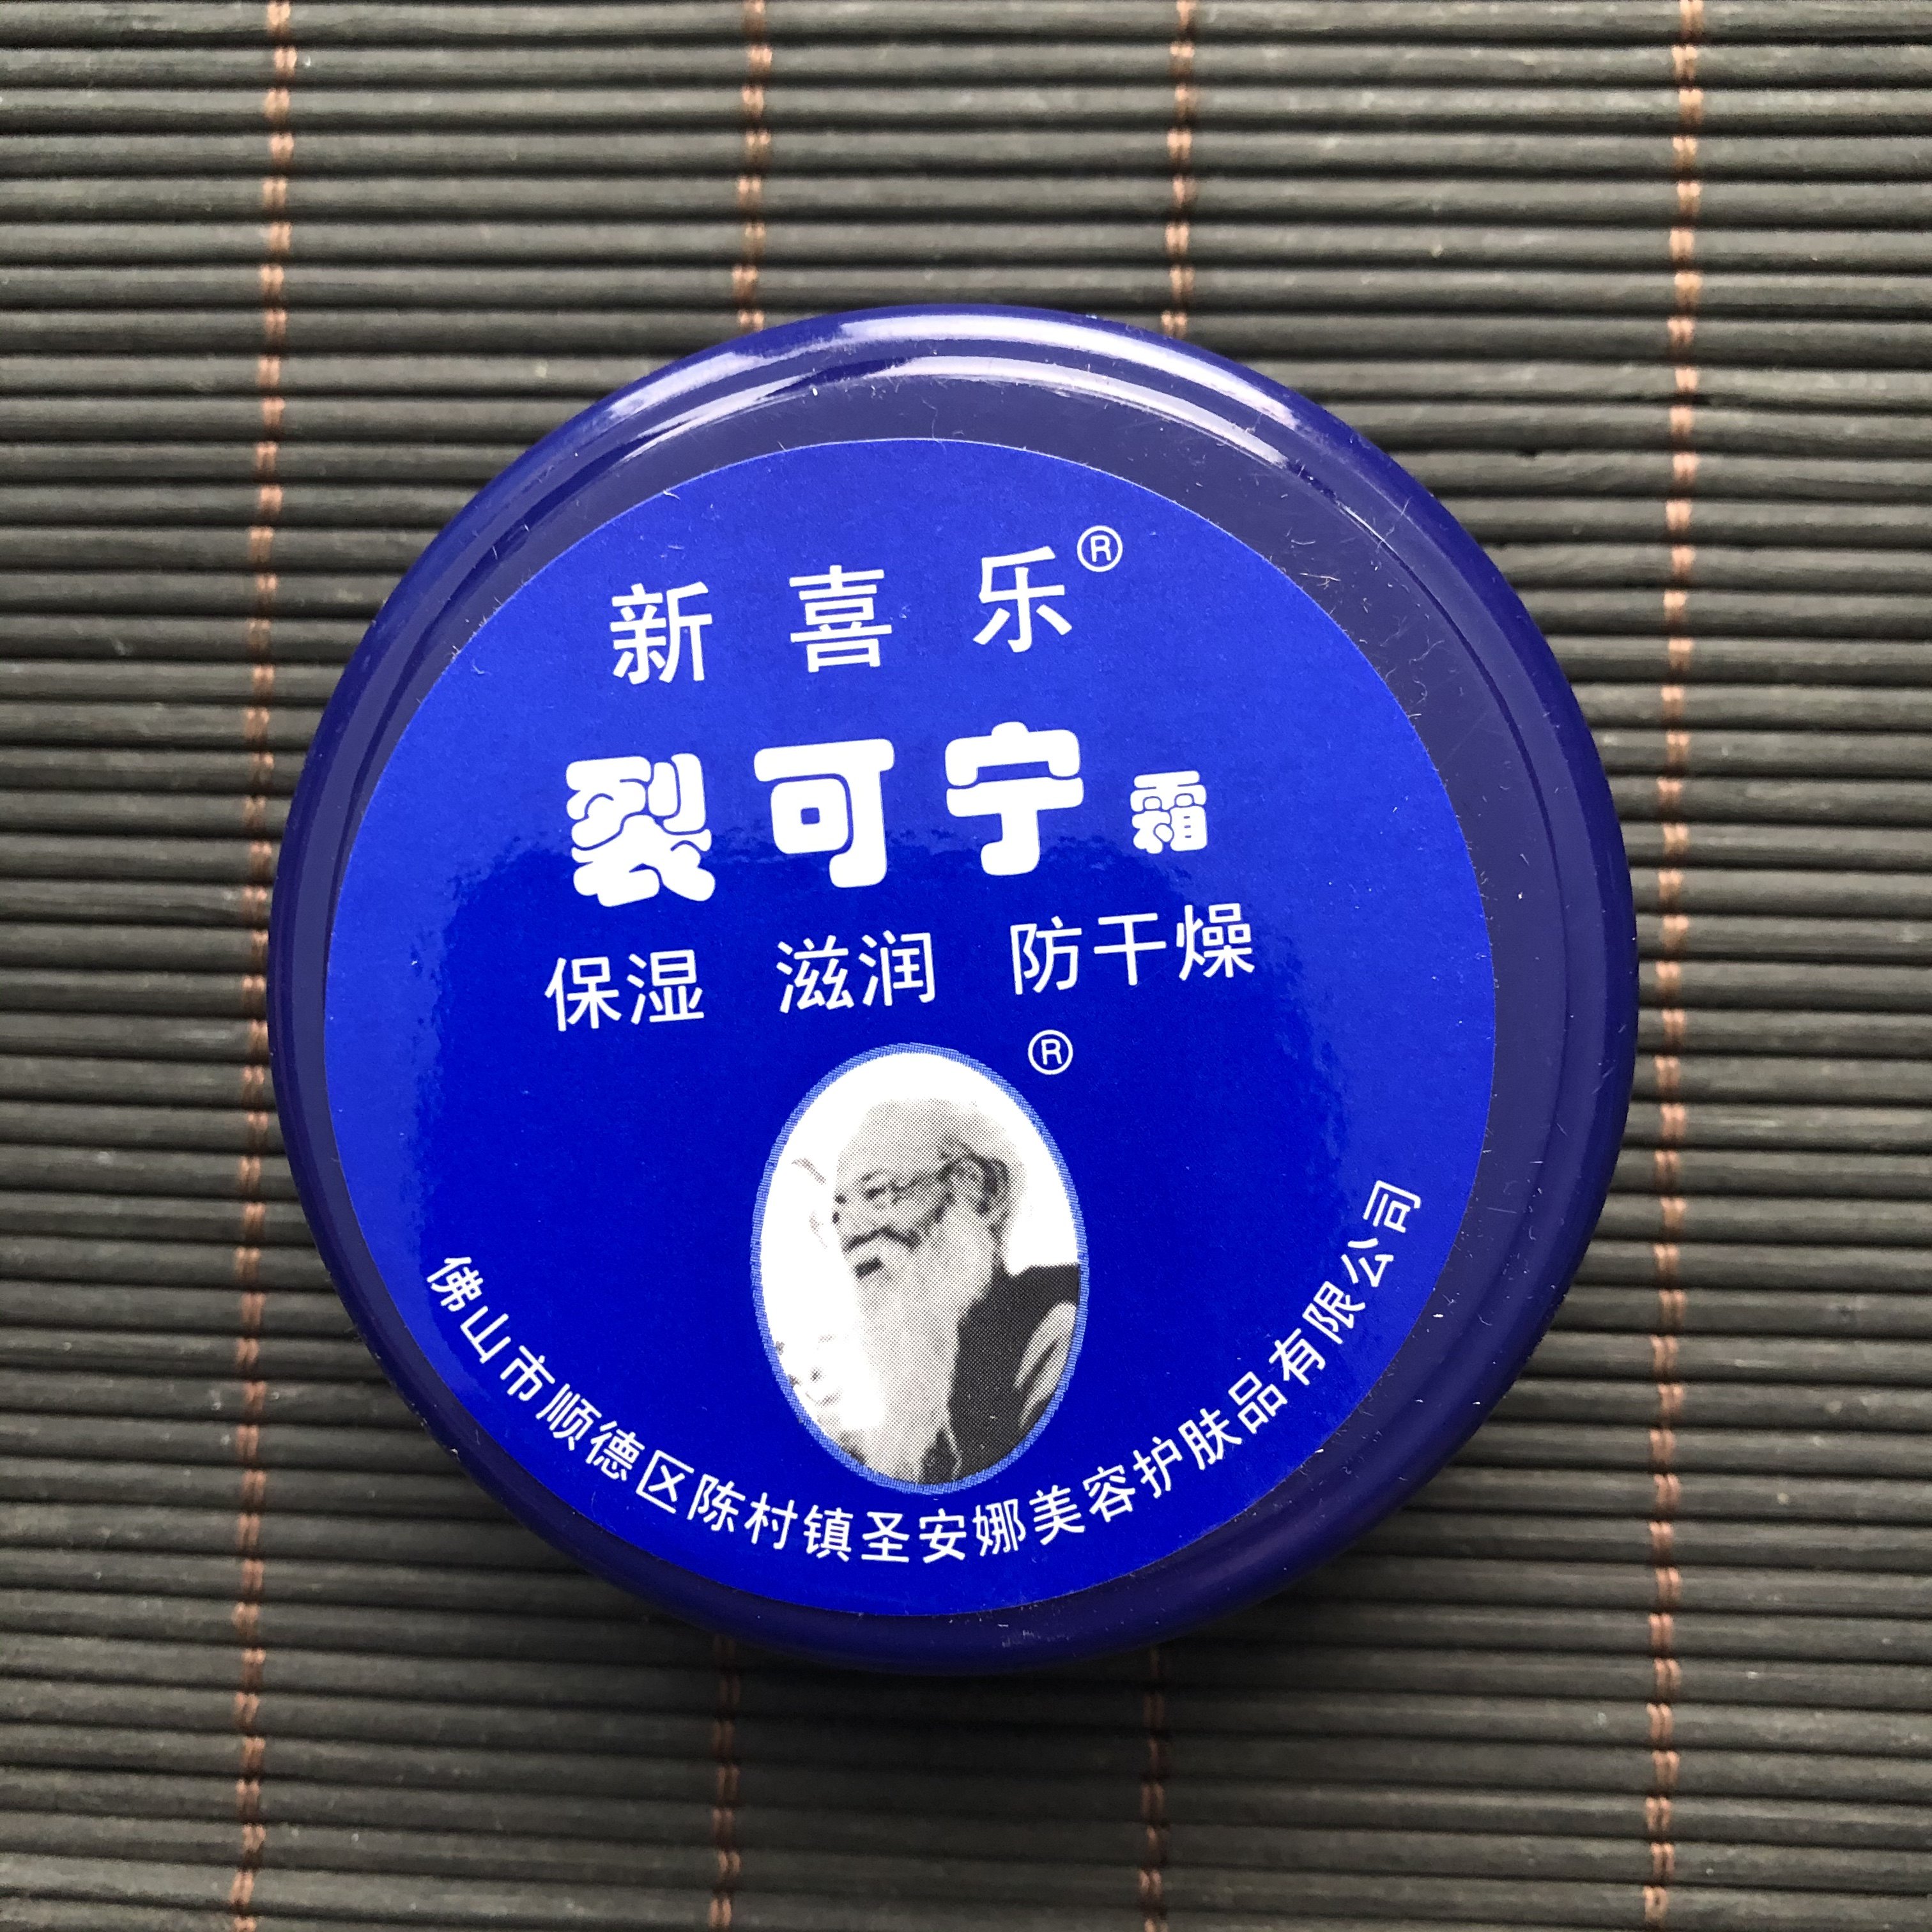 新喜乐®
裂可宁霜
保湿 滋润 防干燥
®
佛山市顺德区陈村镇圣安娜美容护肤品有限公司